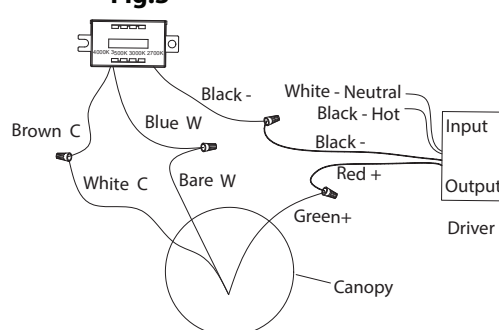 Fig.3
4000K 3500K 3000K 2700K
Black -
White - Neutral
Black - Hot
Brown C
Blue W
Black -
Input
White C
Bare W
Red +
Output
Green+
Driver
Canopy